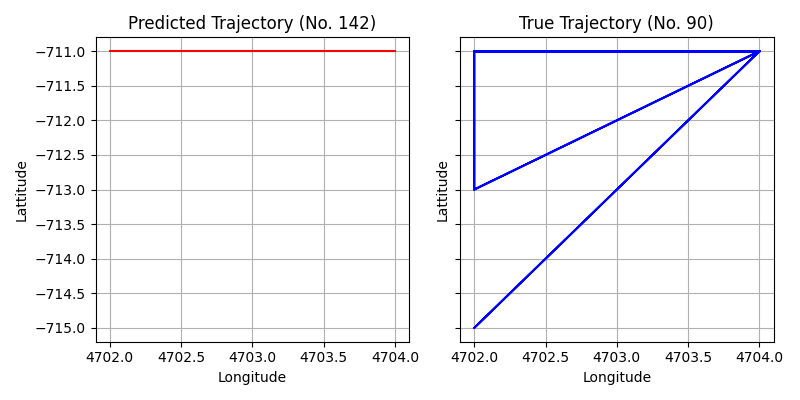 Predicted Trajectory (No. 142)
−711.0
−711.5
−712.0
−712.5
−713.0
−713.5
−714.0
−714.5
−715.0
Lattitude
4702.0 4702.5 4703.0 4703.5 4704.0
Longitude
True Trajectory (No. 90)
Lattitude
4702.0 4702.5 4703.0 4703.5 4704.0
Longitude